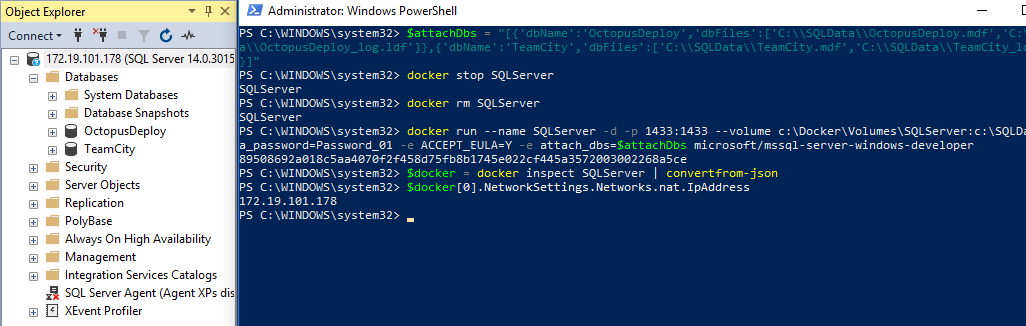 Object Explorer
Connect
172.19.101.178 (SQL Server 14.0.3015
Databases
System Databases
Database Snapshots
OctopusDeploy
TeamCity
Security
Server Objects
Replication
PolyBase
Always On High Availability
Management
Integration Services Catalogs
SQL Server Agent (Agent XPs dis
XEvent Profiler
Administrator: Windows PowerShell
PS C:\WINDOWS\system32> $attachDbs = "[{'dbName':'OctopusDeploy','dbFiles':['C:\\SQLData\\OctopusDeploy.mdf','C:
a\\OctopusDeploy_log.ldf']},{'dbName':'TeamCity','dbFiles':['C:\\SQLData\\TeamCity.mdf','C:\\SQLData\\TeamCity_lo
}]"
PS C:\WINDOWS\system32> docker stop SQLServer
SQLServer
PS C:\WINDOWS\system32> docker rm SQLServer
SQLServer
PS C:\WINDOWS\system32> docker run --name SQLServer -d -p 1433:1433 --volume c:\Docker\Volumes\SQLServer:c:\SQLDa
a_password=Password_01 -e ACCEPT_EULA=Y -e attach_dbs=$attachDbs microsoft/mssql-server-windows-developer
89508692a018c5aa4070f2f458d75fb8b1745e022cf445a3572003002268a5ce
PS C:\WINDOWS\system32> $docker = docker inspect SQLServer | convertfrom-json
PS C:\WINDOWS\system32> $docker[0].NetworkSettings.Networks.nat.IpAddress
172.19.101.178
PS C:\WINDOWS\system32>